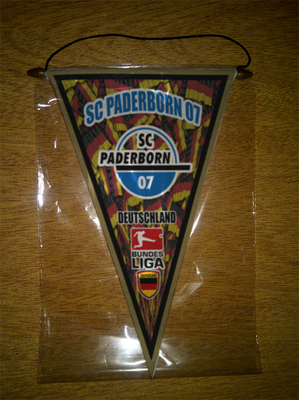 SC PADERBORN 07
SC
PADERBORN
07
DEUTSCHLAND
BUNDES
LIGA